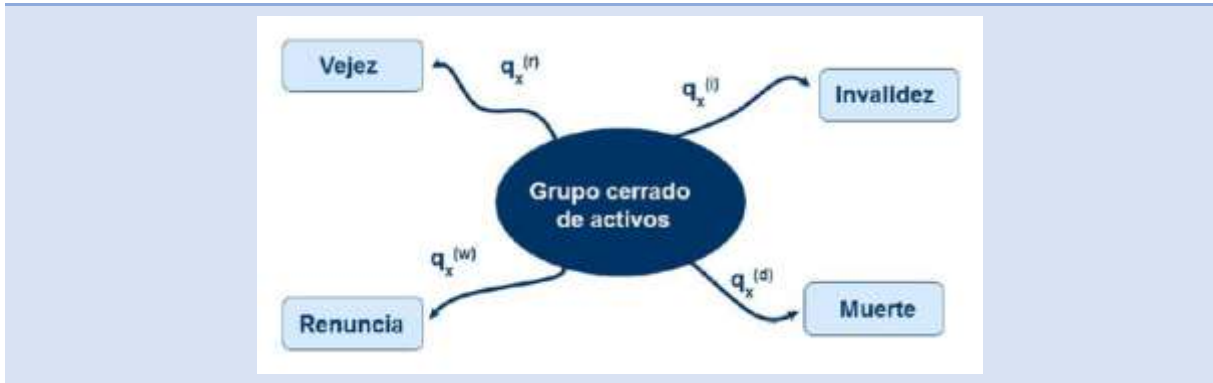 Vejez
qx(r)
qx(i)
Invalidez
Grupo cerrado
de activos
qx(w)
qx(d)
Renuncia
Muerte